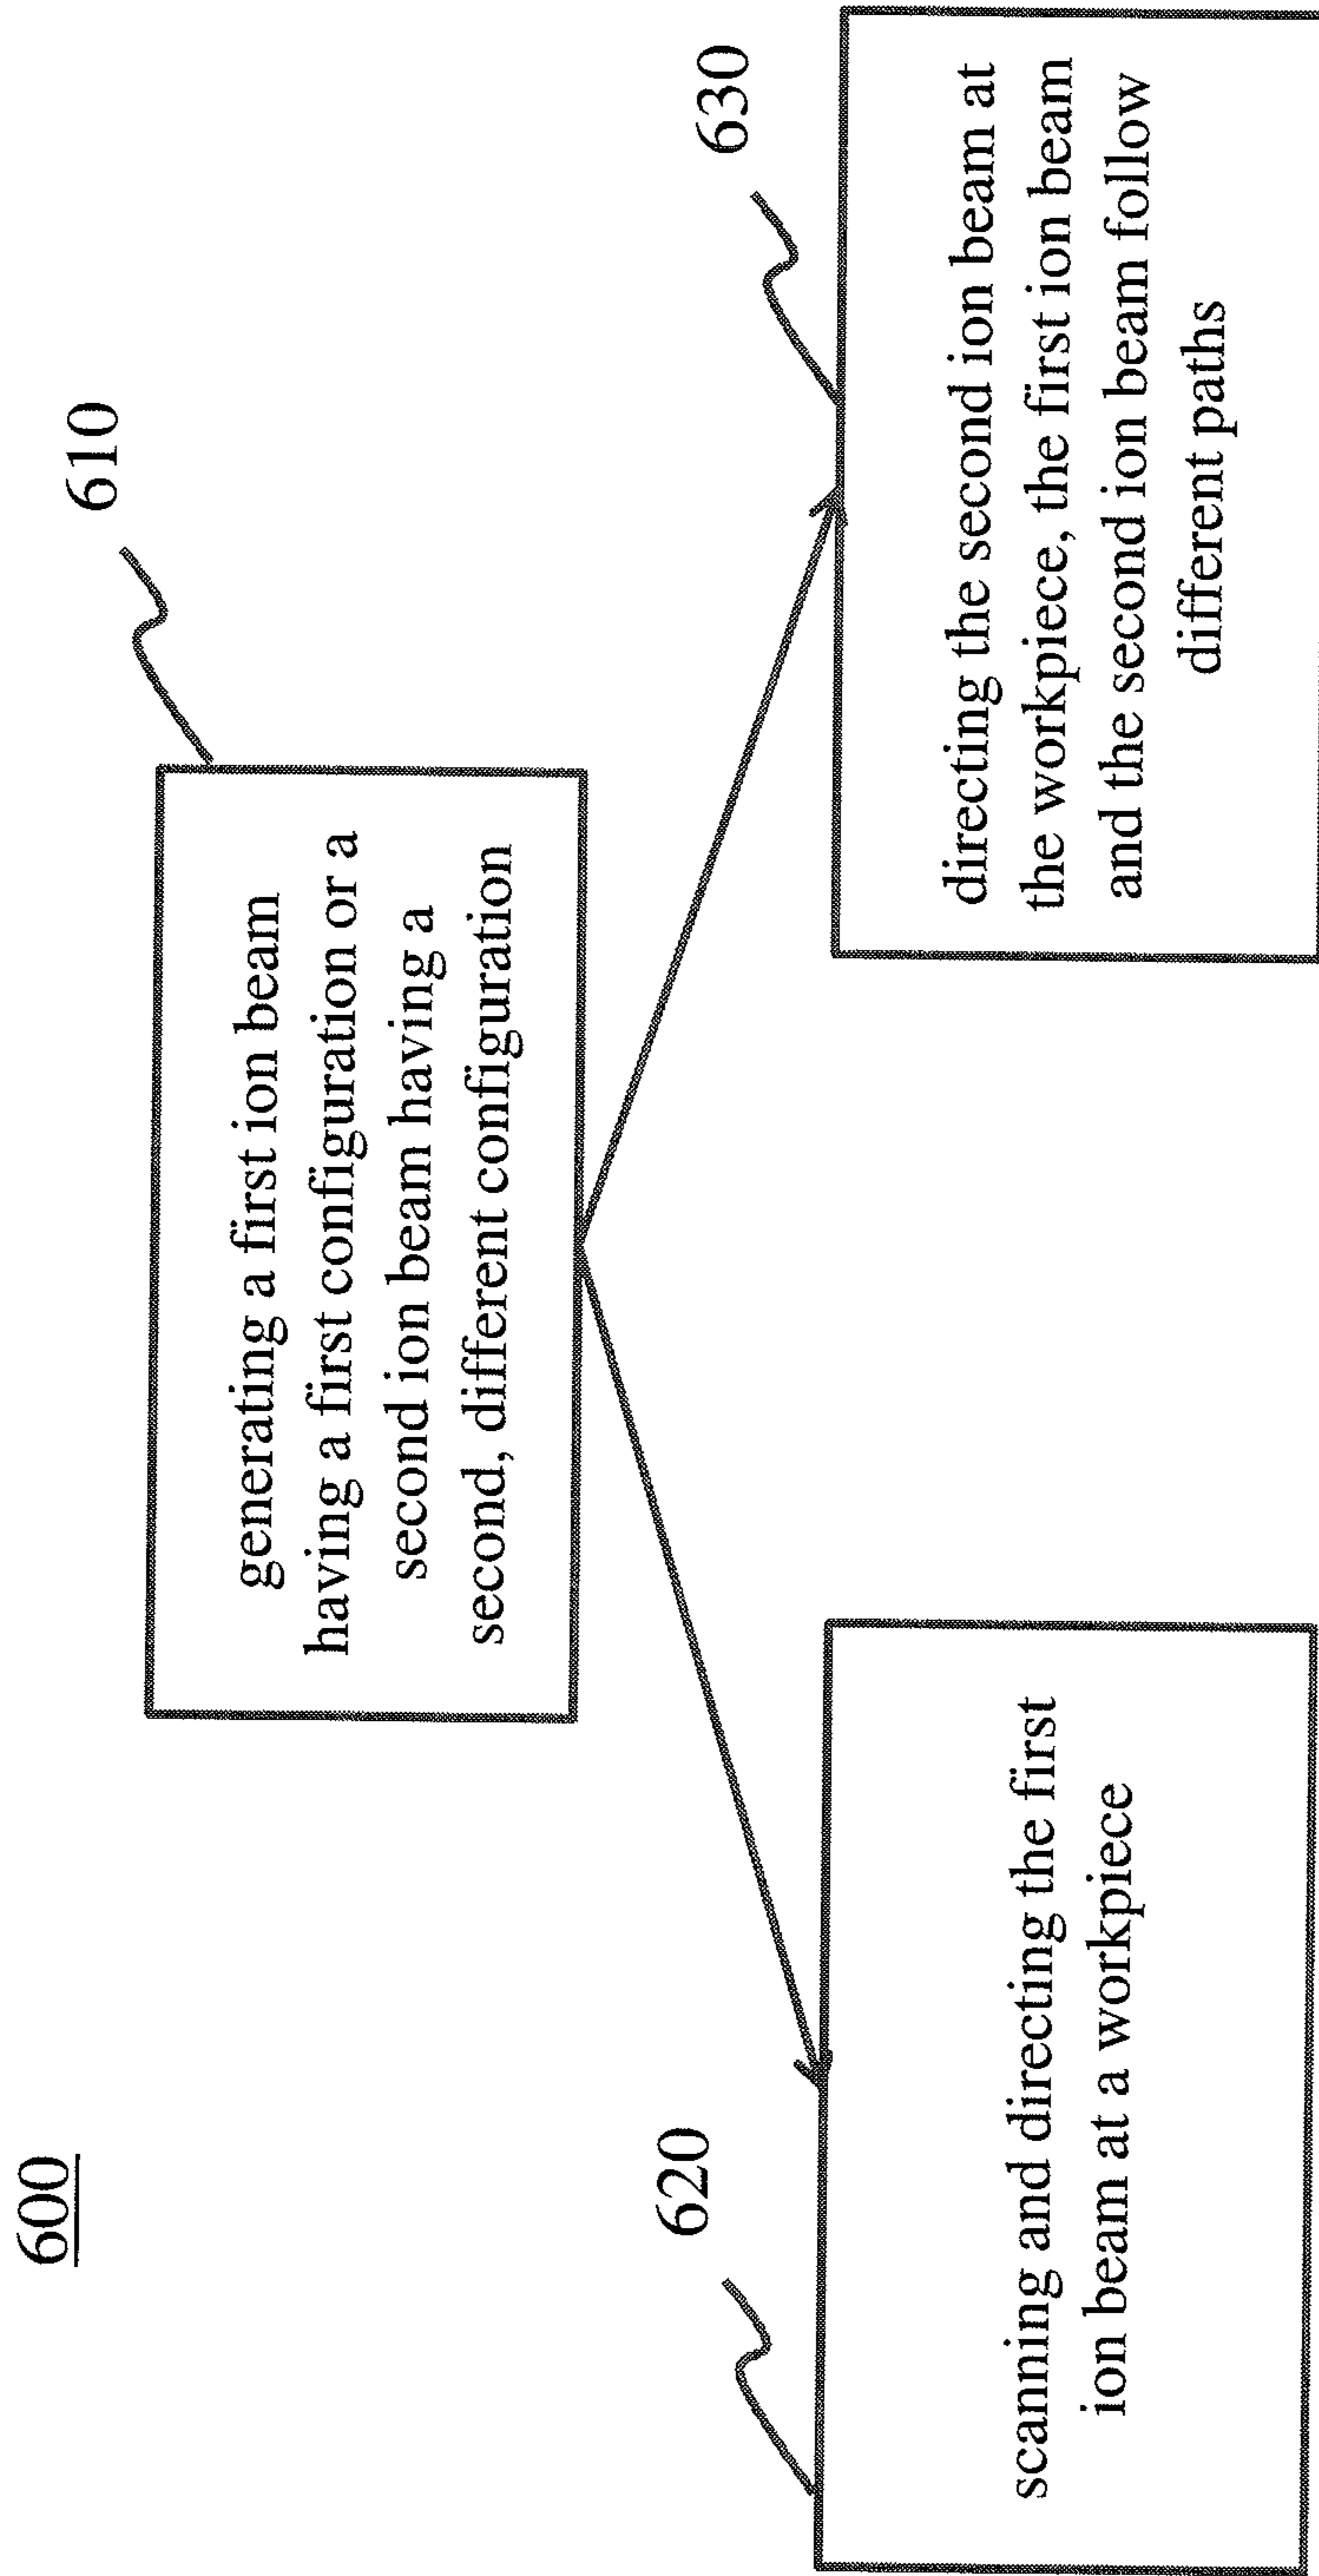 600
610
generating a first ion beam
having a first configuration or a
second ion beam having a
second, different configuration
620
scanning and directing the first
ion beam at a workpiece
630
directing the second ion beam at
the workpiece, the first ion beam
and the second ion beam follow
different paths